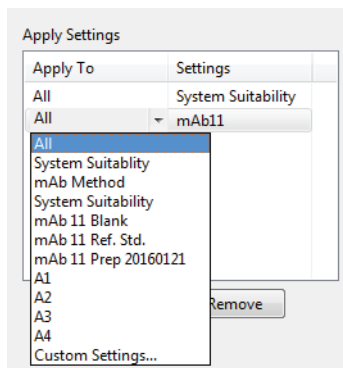 Apply Settings
Apply To Settings
All System Suitability
All mAb11
All
System Suitablity
mAb Method
System Suitability
mAb 11 Blank
mAb 11 Ref. Std.
mAb 11 Prep 20160121
A1
A2
A3
A4
Custom Settings...
Remove